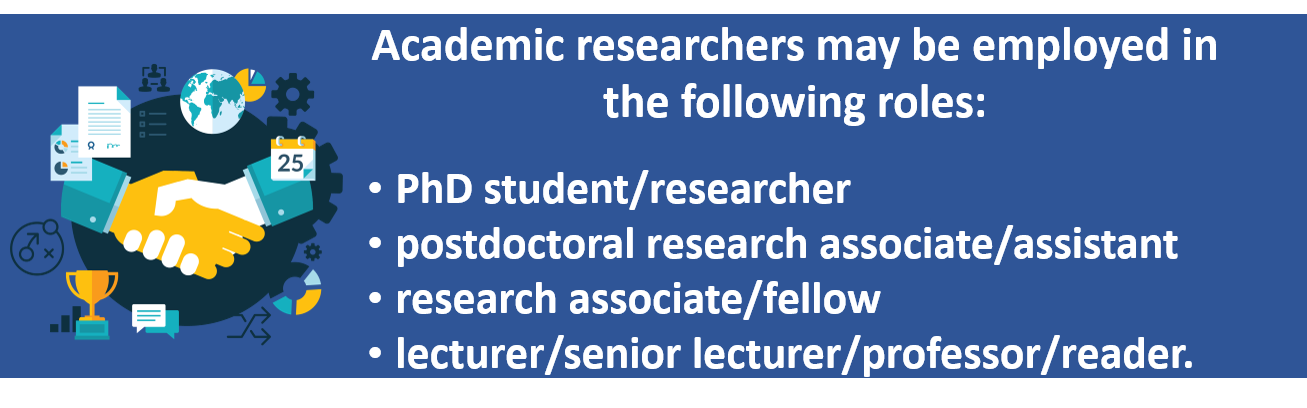 Academic researchers may be employed in
the following roles:
25
• PhD student/researcher
• postdoctoral research associate/assistant
• research associate/fellow
• lecturer/senior lecturer/professor/reader.